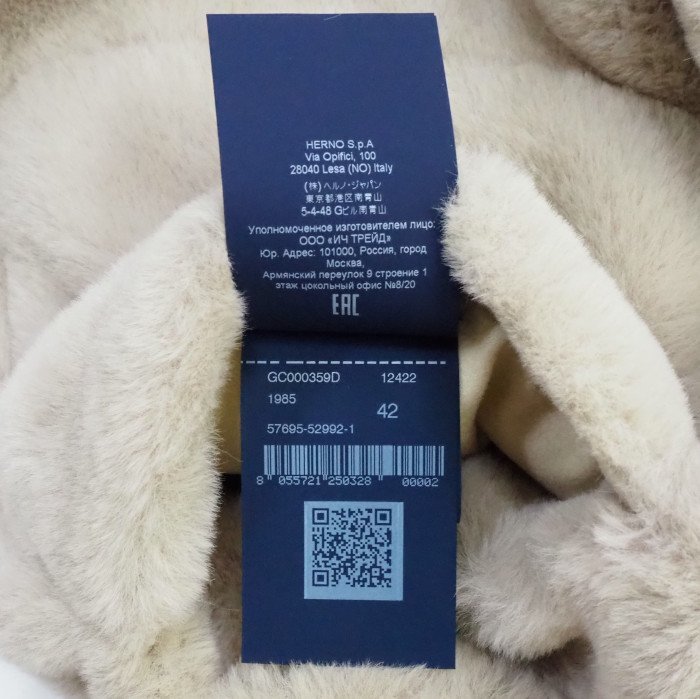 HERNO S.p.A
Via Opifici, 100
28040 Lesa (NO) Italy
(株)ヘルノ・ジャパン
東京都港区南青山
5-4-48 Gビル南青山
Уполномоченное изготовителем лицо:
ООО «ИЧ ТРЕЙД»
Юр. Адрес: 101000, Россия, город
Москва,
Армянский переулок 9 строение 1
этаж цокольный офис №8/20
EAC
GC000359D 12422
1985 42
57695-52992-1
8 055721 250328 00002